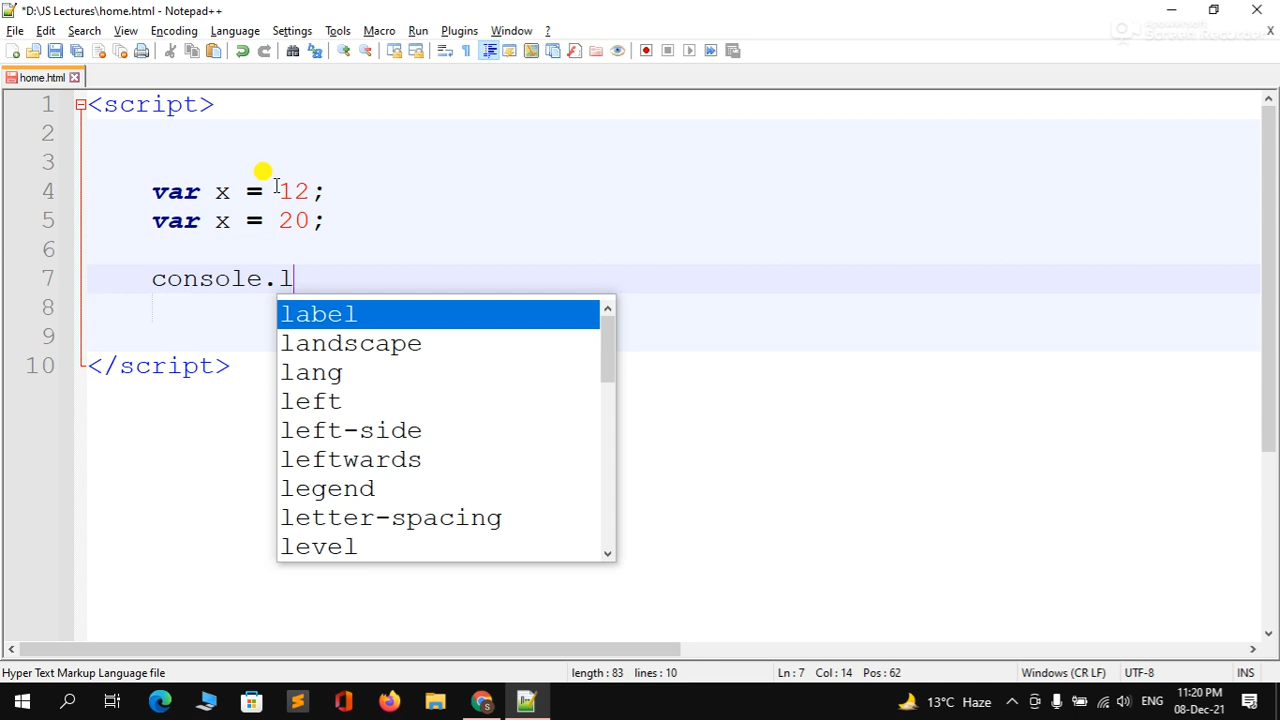 *D:\JS Lectures\home.html - Notepad++
File Edit Search View Encoding Language Settings Tools Macro Run Plugins Window ?
Apowersoft
Screen Recorder
X
home.html
1 <script>
2
3
4 var x = 12;
5 var x = 20;
6
7 console.l
8
9
10 </script>
label
landscape
lang
left
left-side
leftwards
legend
letter-spacing
level
Hyper Text Markup Language file length : 83 lines : 10 Ln : 7 Col : 14 Pos : 62 Windows (CR LF) UTF-8 INS
13°C Haze ENG 11:20 PM
08-Dec-21